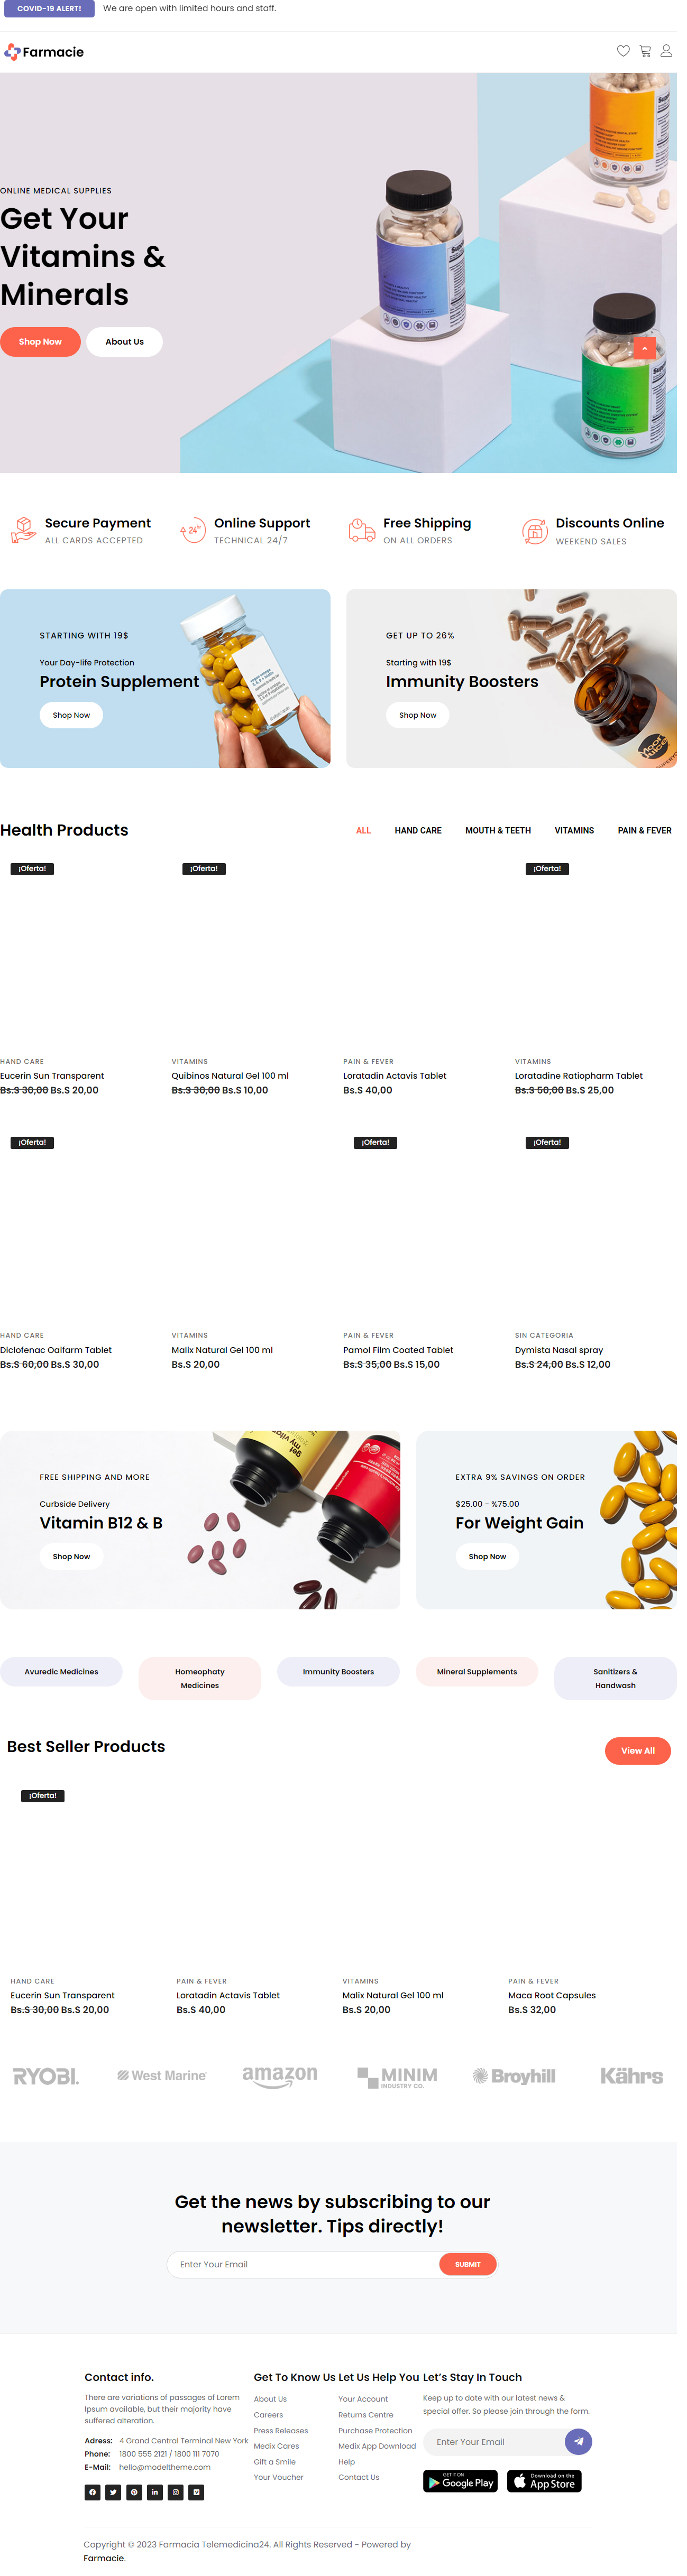 COVID-19 ALERT! We are open with limited hours and staff.
Farmacie
ONLINE MEDICAL SUPPLIES
Get Your
Vitamins &
Minerals
Shop Now About Us
Secure Payment
ALL CARDS ACCEPTED
Online Support
TECHNICAL 24/7
Free Shipping
ON ALL ORDERS
Discounts Online
WEEKEND SALES
STARTING WITH 19$
Your Day-life Protection
Protein Supplement
Shop Now
GET UP TO 26%
Starting with 19$
Immunity Boosters
Shop Now
Health Products
ALL HAND CARE MOUTH & TEETH VITAMINS PAIN & FEVER
¡Oferta! ¡Oferta! ¡Oferta!
HAND CARE VITAMINS PAIN & FEVER VITAMINS
Eucerin Sun Transparent Quibinos Natural Gel 100 ml Loratadin Actavis Tablet Loratadine Ratiopharm Tablet
Bs.S 30,00 Bs.S 20,00 Bs.S 30,00 Bs.S 10,00 Bs.S 40,00 Bs.S 50,00 Bs.S 25,00
¡Oferta! ¡Oferta! ¡Oferta!
HAND CARE VITAMINS PAIN & FEVER SIN CATEGORIA
Diclofenac Oaifarm Tablet Malix Natural Gel 100 ml Pamol Film Coated Tablet Dymista Nasal spray
Bs.S 60,00 Bs.S 30,00 Bs.S 20,00 Bs.S 35,00 Bs.S 15,00 Bs.S 24,00 Bs.S 12,00
FREE SHIPPING AND MORE
Curbside Delivery
Vitamin B12 & B
Shop Now
EXTRA 9% SAVINGS ON ORDER
$25.00 - %75.00
For Weight Gain
Shop Now
Avuredic Medicines
Homeophaty
Medicines
Immunity Boosters
Mineral Supplements
Sanitizers &
Handwash
Best Seller Products
View All
¡Oferta!
HAND CARE PAIN & FEVER VITAMINS PAIN & FEVER
Eucerin Sun Transparent Loratadin Actavis Tablet Malix Natural Gel 100 ml Maca Root Capsules
Bs.S 30,00 Bs.S 20,00 Bs.S 40,00 Bs.S 20,00 Bs.S 32,00
RYOBI. West Marine amazon MINIM INDUSTRY CO. Broyhill Kährs
Get the news by subscribing to our
newsletter. Tips directly!
Enter Your Email SUBMIT
Contact info.
There are variations of passages of Lorem
Ipsum available, but their majority have
suffered alteration.
Adress: 4 Grand Central Terminal New York
Phone: 1800 555 2121 / 1800 111 7070
E-Mail: hello@modeltheme.com
Get To Know Us
About Us
Careers
Press Releases
Medix Cares
Gift a Smile
Your Voucher
Let Us Help You
Your Account
Returns Centre
Purchase Protection
Medix App Download
Help
Contact Us
Let's Stay In Touch
Keep up to date with our latest news &
special offer. So please join through the form.
Enter Your Email
GET IT ON
Google Play
Download on the
App Store
Copyright © 2023 Farmacia Telemedicina24. All Rights Reserved - Powered by
Farmacie.